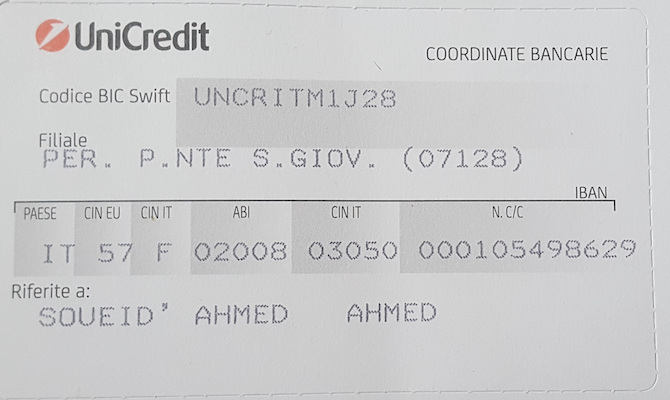 UniCredit
COORDINATE BANCARIE
Codice BIC Swift UNCRITM1J28
Filiale
PER. P.NTE S.GIOV. (07128)
IBAN
PAESE CIN EU CIN IT ABI CIN IT N. C/C
IT 57 F 02008 03050 000105498629
Riferite a:
SOUEID' AHMED AHMED